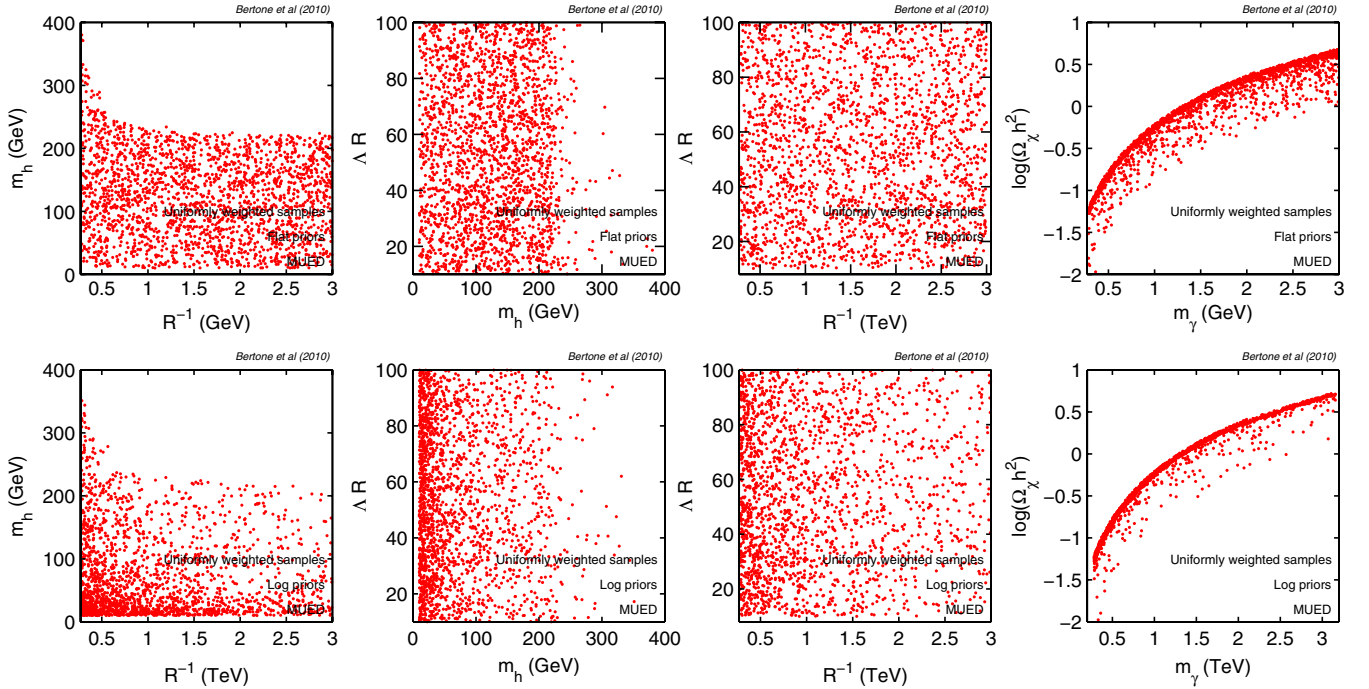 Bertone et al (2010)
400
300
200
100
0
m_h (GeV)
Uniformly weighted samples
Flat priors
MUED
0.5 1 1.5 2 2.5 3
R^-1 (GeV)
Bertone et al (2010)
100
80
60
40
20
Λ R
Uniformly weighted samples
Flat priors
MUED
0 100 200 300 400
m_h (GeV)
Bertone et al (2010)
100
80
60
40
20
Λ R
Uniformly weighted samples
Flat priors
MUED
0.5 1 1.5 2 2.5 3
R^-1 (TeV)
Bertone et al (2010)
1
0.5
0
−0.5
−1
−1.5
−2
log(Ω_χ h^2)
Uniformly weighted samples
Flat priors
MUED
0.5 1 1.5 2 2.5 3
m_γ (GeV)
Bertone et al (2010)
400
300
200
100
0
m_h (GeV)
Uniformly weighted samples
Log priors
MUED
0.5 1 1.5 2 2.5 3
R^-1 (TeV)
Bertone et al (2010)
100
80
60
40
20
Λ R
Uniformly weighted samples
Log priors
MUED
0 100 200 300 400
m_h (GeV)
Bertone et al (2010)
100
80
60
40
20
Λ R
Uniformly weighted samples
Log priors
MUED
0.5 1 1.5 2 2.5 3
R^-1 (TeV)
Bertone et al (2010)
1
0.5
0
−0.5
−1
−1.5
−2
log(Ω_χ h^2)
Uniformly weighted samples
Log priors
MUED
0.5 1 1.5 2 2.5 3
m_γ (TeV)